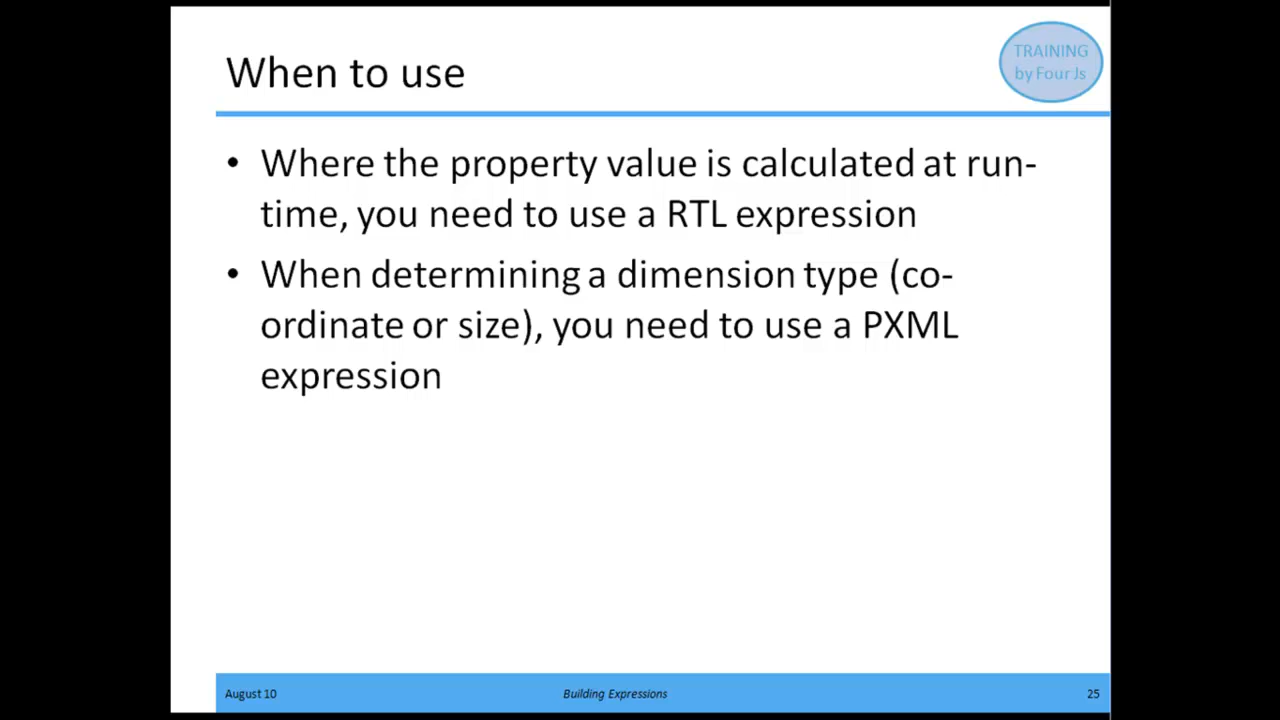 When to use
TRAINING
by Four Js
• Where the property value is calculated at run-
time, you need to use a RTL expression
• When determining a dimension type (co-
ordinate or size), you need to use a PXML
expression
August 10
Building Expressions
25